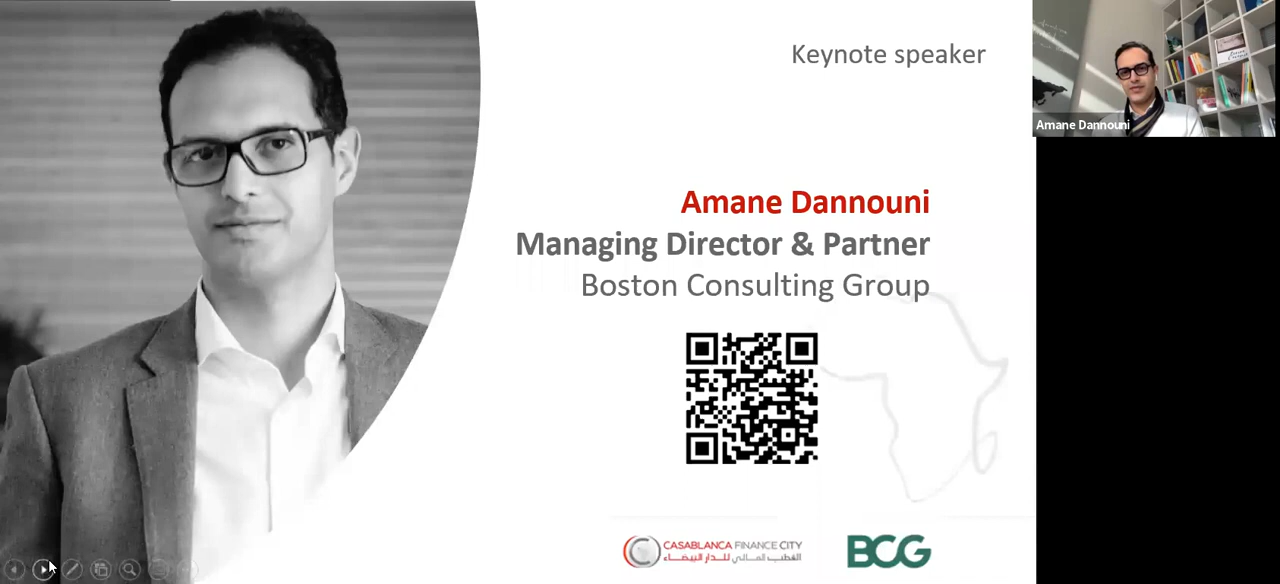 Keynote speaker
Amane Dannouni
Amane Dannouni
Managing Director & Partner
Boston Consulting Group
CASABLANCA FINANCE CITY
القطب المالي للدار البيضاء
BCG